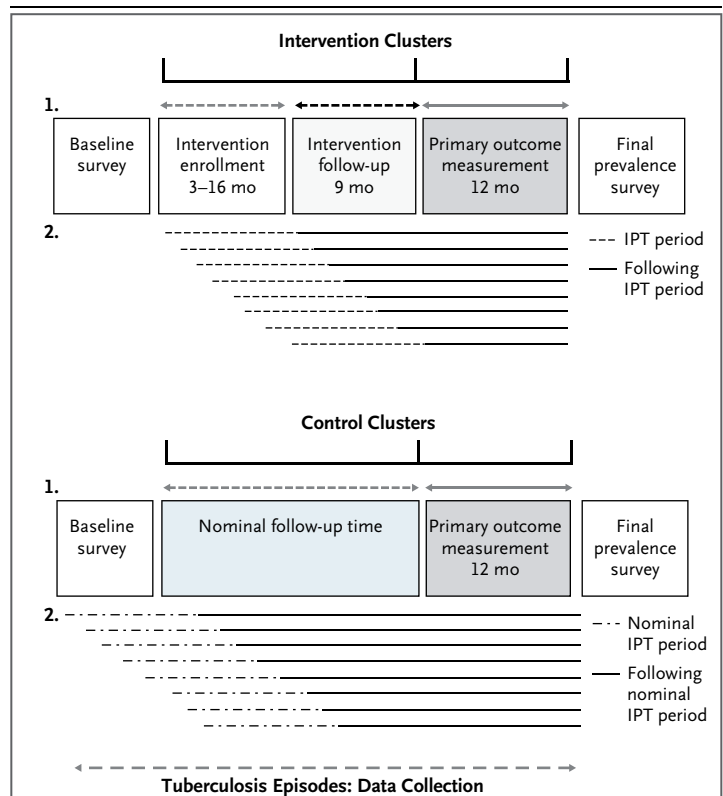 Intervention Clusters
1.
Baseline
survey
Intervention
enrollment
3–16 mo
Intervention
follow-up
9 mo
Primary outcome
measurement
12 mo
Final
prevalence
survey
2.
IPT period
Following
IPT period
Control Clusters
1.
Baseline
survey
Nominal follow-up time
Primary outcome
measurement
12 mo
Final
prevalence
survey
2.
Nominal
IPT period
Following
nominal
IPT period
Tuberculosis Episodes: Data Collection